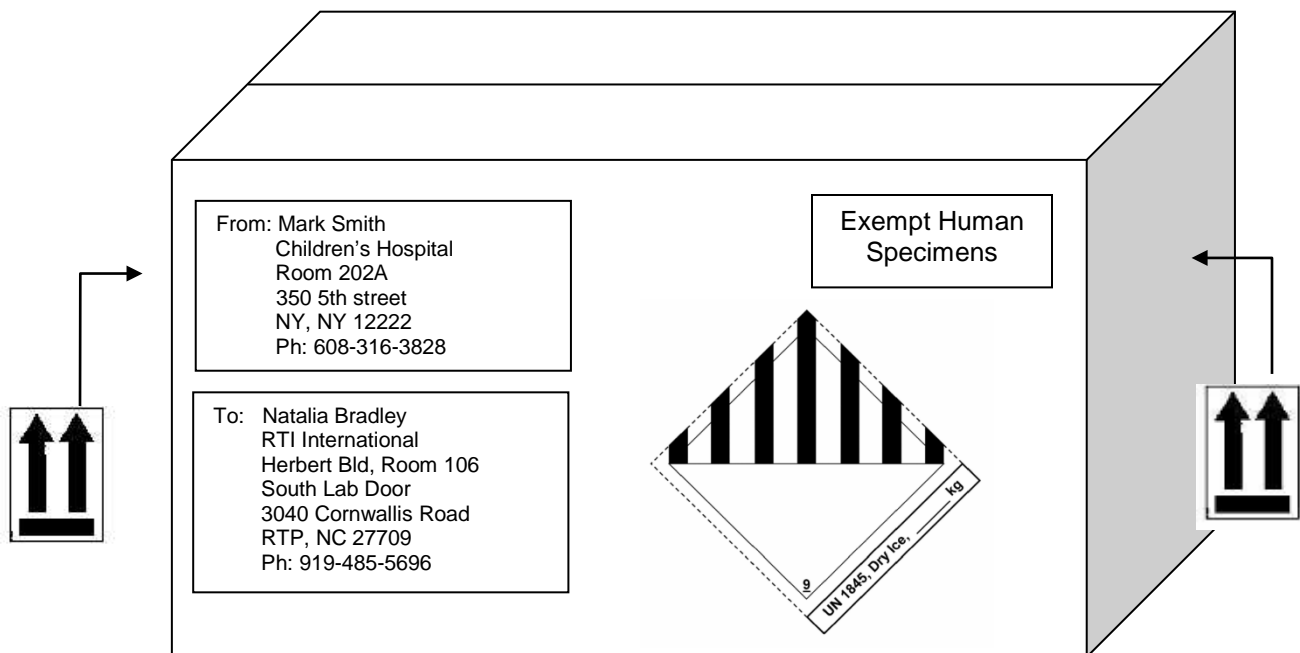 From: Mark Smith
Children's Hospital
Room 202A
350 5th street
NY, NY 12222
Ph: 608-316-3828
Exempt Human
Specimens
To: Natalia Bradley
RTI International
Herbert Bld, Room 106
South Lab Door
3040 Cornwallis Road
RTP, NC 27709
Ph: 919-485-5696
9
UN 1845, Dry Ice, ______ kg